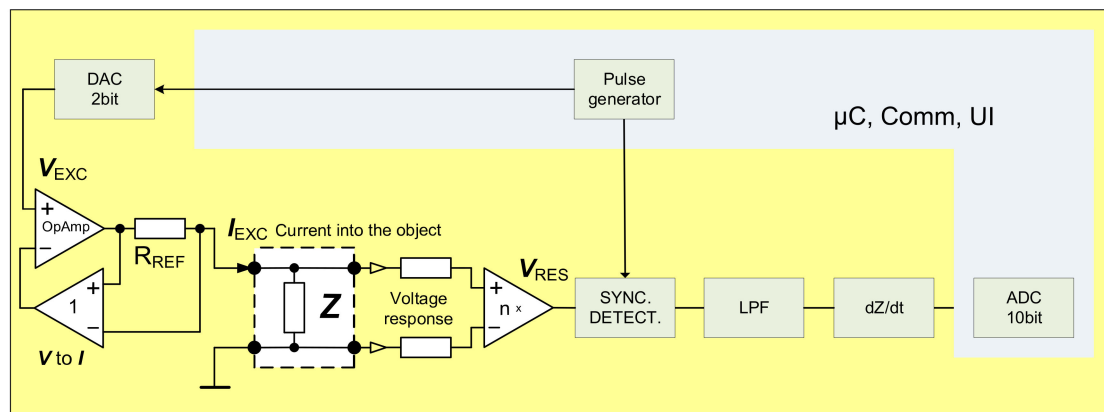 DAC
2bit
Pulse
generator
µC, Comm, UI
VEXC
+
OpAmp
−
RREF
IEXC Current into the object
1
+
−
V to I
Z
Voltage
response
+
n x
−
VRES
SYNC.
DETECT.
LPF
dZ/dt
ADC
10bit